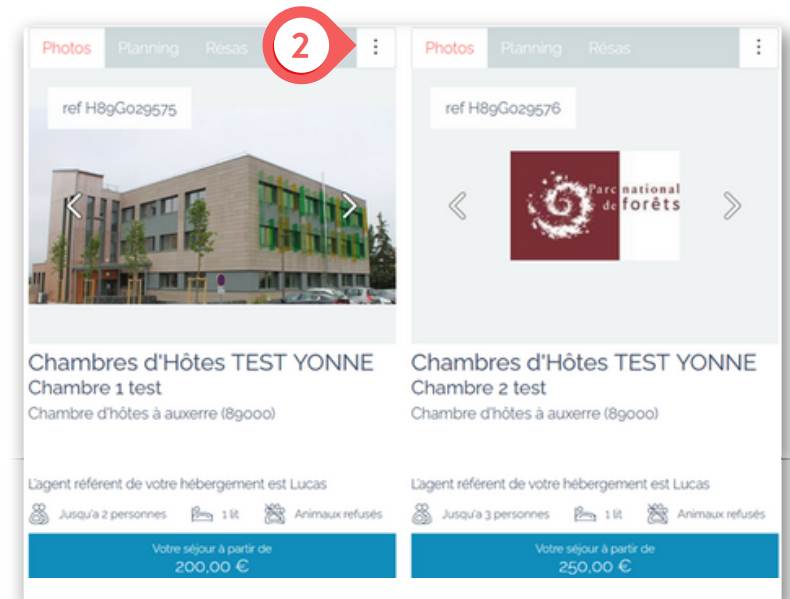 Photos Planning Résas 2
ref H89G029575
Chambres d'Hôtes TEST YONNE
Chambre 1 test
Chambre d'hôtes à auxerre (89000)
L'agent référent de votre hébergement est Lucas
Jusqu'a 2 personnes 1 lit Animaux refusés
Votre séjour à partir de
200,00 €
Photos Planning Résas
ref H89G029576
Parc national
de forêts
Chambres d'Hôtes TEST YONNE
Chambre 2 test
Chambre d'hôtes à auxerre (89000)
L'agent référent de votre hébergement est Lucas
Jusqu'a 3 personnes 1 lit Animaux refusés
Votre séjour à partir de
250,00 €